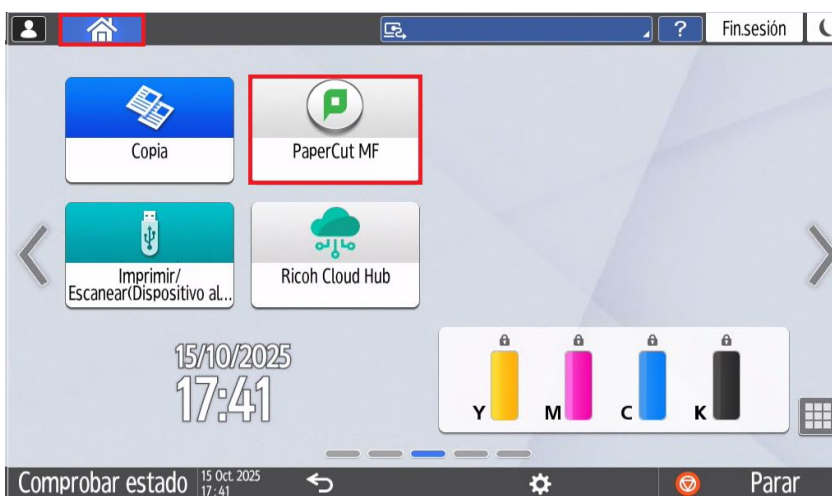 ? Fin.sesión
Copia
PaperCut MF
Imprimir/
Escanear(Dispositivo al...
Ricoh Cloud Hub
15/10/2025
17:41
Y M C K
Comprobar estado
15 Oct. 2025
17:41
Parar